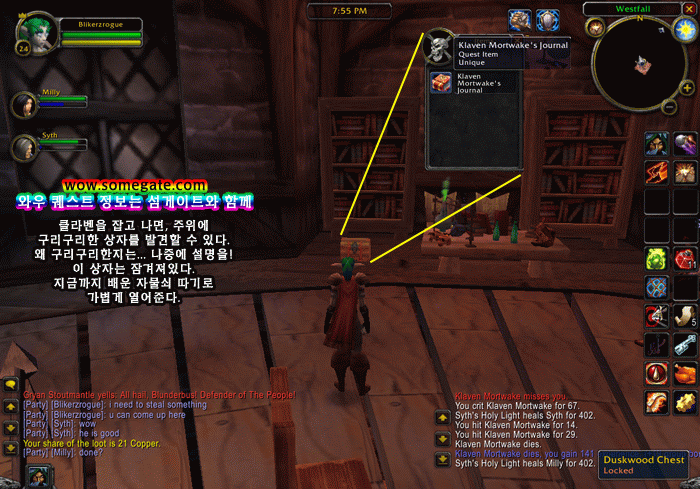 7:55 PM
Westfall
Blikerzrogue
24
Milly
Syth
N
Klaven Mortwake's Journal
Quest Item
Unique
Klaven
Mortwake's
Journal
wow.somegate.com
와우 퀘스트 정보는 섬게이트와 함께
클라벤을 잡고 나면, 주위에
구리구리한 상자를 발견할 수 있다.
왜 구리구리한지는... 나중에 설명을!
이 상자는 잠겨져있다.
지금까지 배운 자물쇠 따기로
가볍게 열어준다.
11
5
Gryan Stoutmantle yells: All hail, Blunderous! Defender of The People!
[Party] [Blikerzrogue]: i need to steal something
[Party] [Blikerzrogue]: u can come up here
[Party] [Syth]: wow
[Party] [Syth]: he is good
Your share of the loot is 21 Copper.
[Party] [Milly]: done?
Klaven Mortwake misses you.
You crit Klaven Mortwake for 67.
Syth's Holy Light heals Syth for 402.
You hit Klaven Mortwake for 14.
You hit Klaven Mortwake for 29.
Klaven Mortwake dies.
Klaven Mortwake dies, you gain 141
Syth's Holy Light heals Milly for 402.
Duskwood Chest
Locked